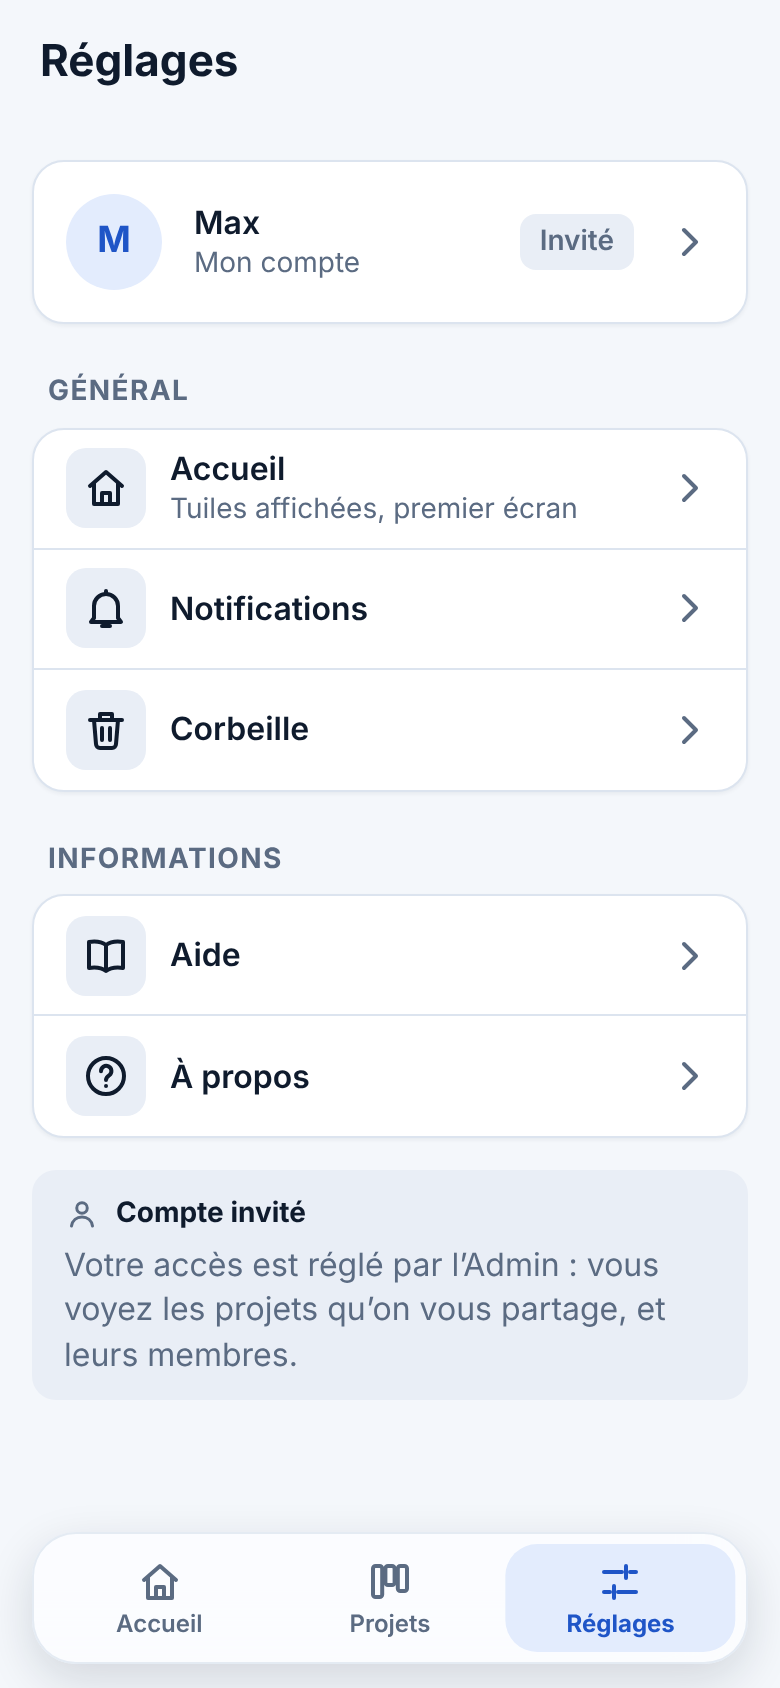 Réglages
M
Max
Mon compte
Invité
GÉNÉRAL
Accueil
Tuiles affichées, premier écran
Notifications
Corbeille
INFORMATIONS
Aide
À propos
Compte invité
Votre accès est réglé par l’Admin : vous
voyez les projets qu’on vous partage, et
leurs membres.
Accueil
Projets
Réglages